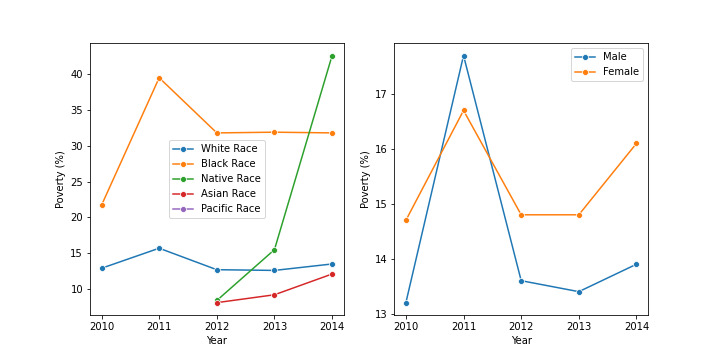 40
35
30
25
20
15
10
Poverty (%)
2010 2011 2012 2013 2014
Year
White Race
Black Race
Native Race
Asian Race
Pacific Race
17
16
15
14
13
Poverty (%)
2010 2011 2012 2013 2014
Year
Male
Female